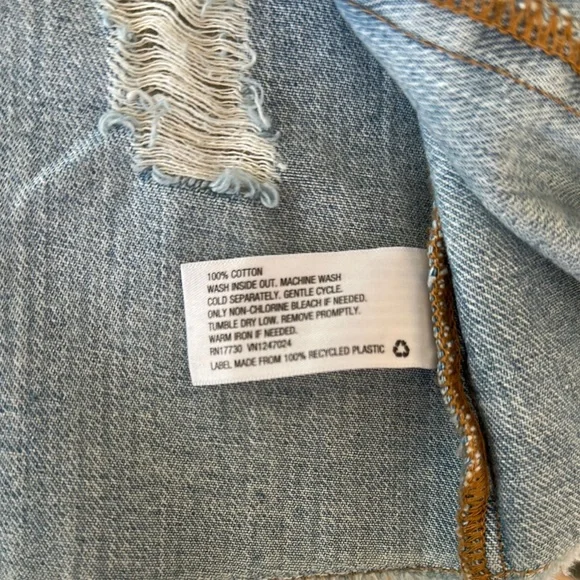 100% COTTON
WASH INSIDE OUT. MACHINE WASH
COLD SEPARATELY. GENTLE CYCLE.
ONLY NON-CHLORINE BLEACH IF NEEDED.
TUMBLE DRY LOW. REMOVE PROMPTLY.
WARM IRON IF NEEDED.
RN17730 VN1247024
LABEL MADE FROM 100% RECYCLED PLASTIC